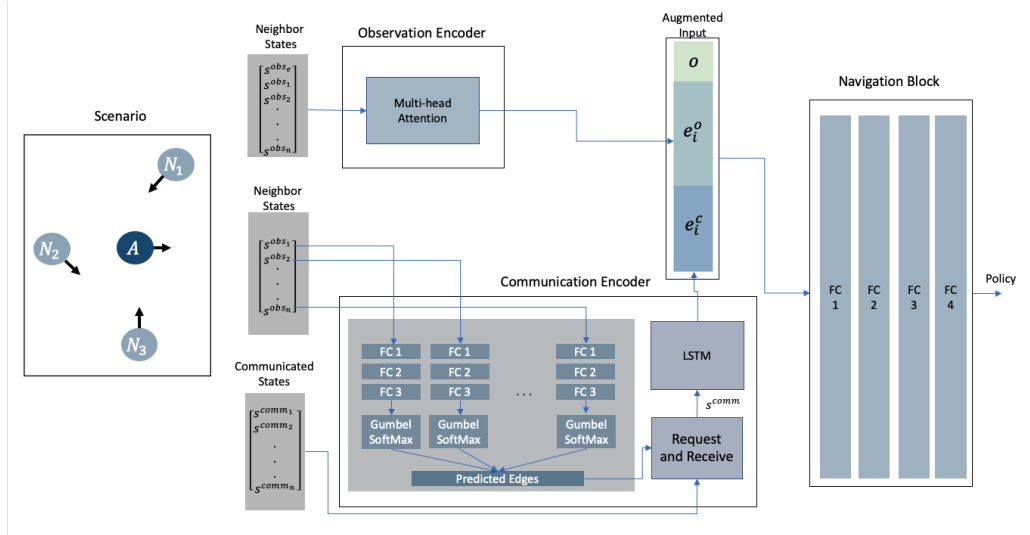 Scenario
N₁
N₂
A
N₃
Neighbor
States
s^{obs_e}
s^{obs_1}
s^{obs_2}
.
.
.
s^{obs_n}
Observation Encoder
Multi-head
Attention
Neighbor
States
s^{obs_1}
s^{obs_2}
.
.
.
s^{obs_n}
Communicated
States
s^{comm_1}
s^{comm_2}
.
.
.
s^{comm_n}
Communication Encoder
FC 1
FC 2
FC 3
Gumbel
SoftMax
FC 1
FC 2
FC 3
Gumbel
SoftMax
. . .
FC 1
FC 2
FC 3
Gumbel
SoftMax
Predicted Edges
Request
and Receive
s^{comm}
LSTM
Augmented
Input
o
e_i^o
e_i^c
Navigation Block
FC
1
FC
2
FC
3
FC
4
Policy